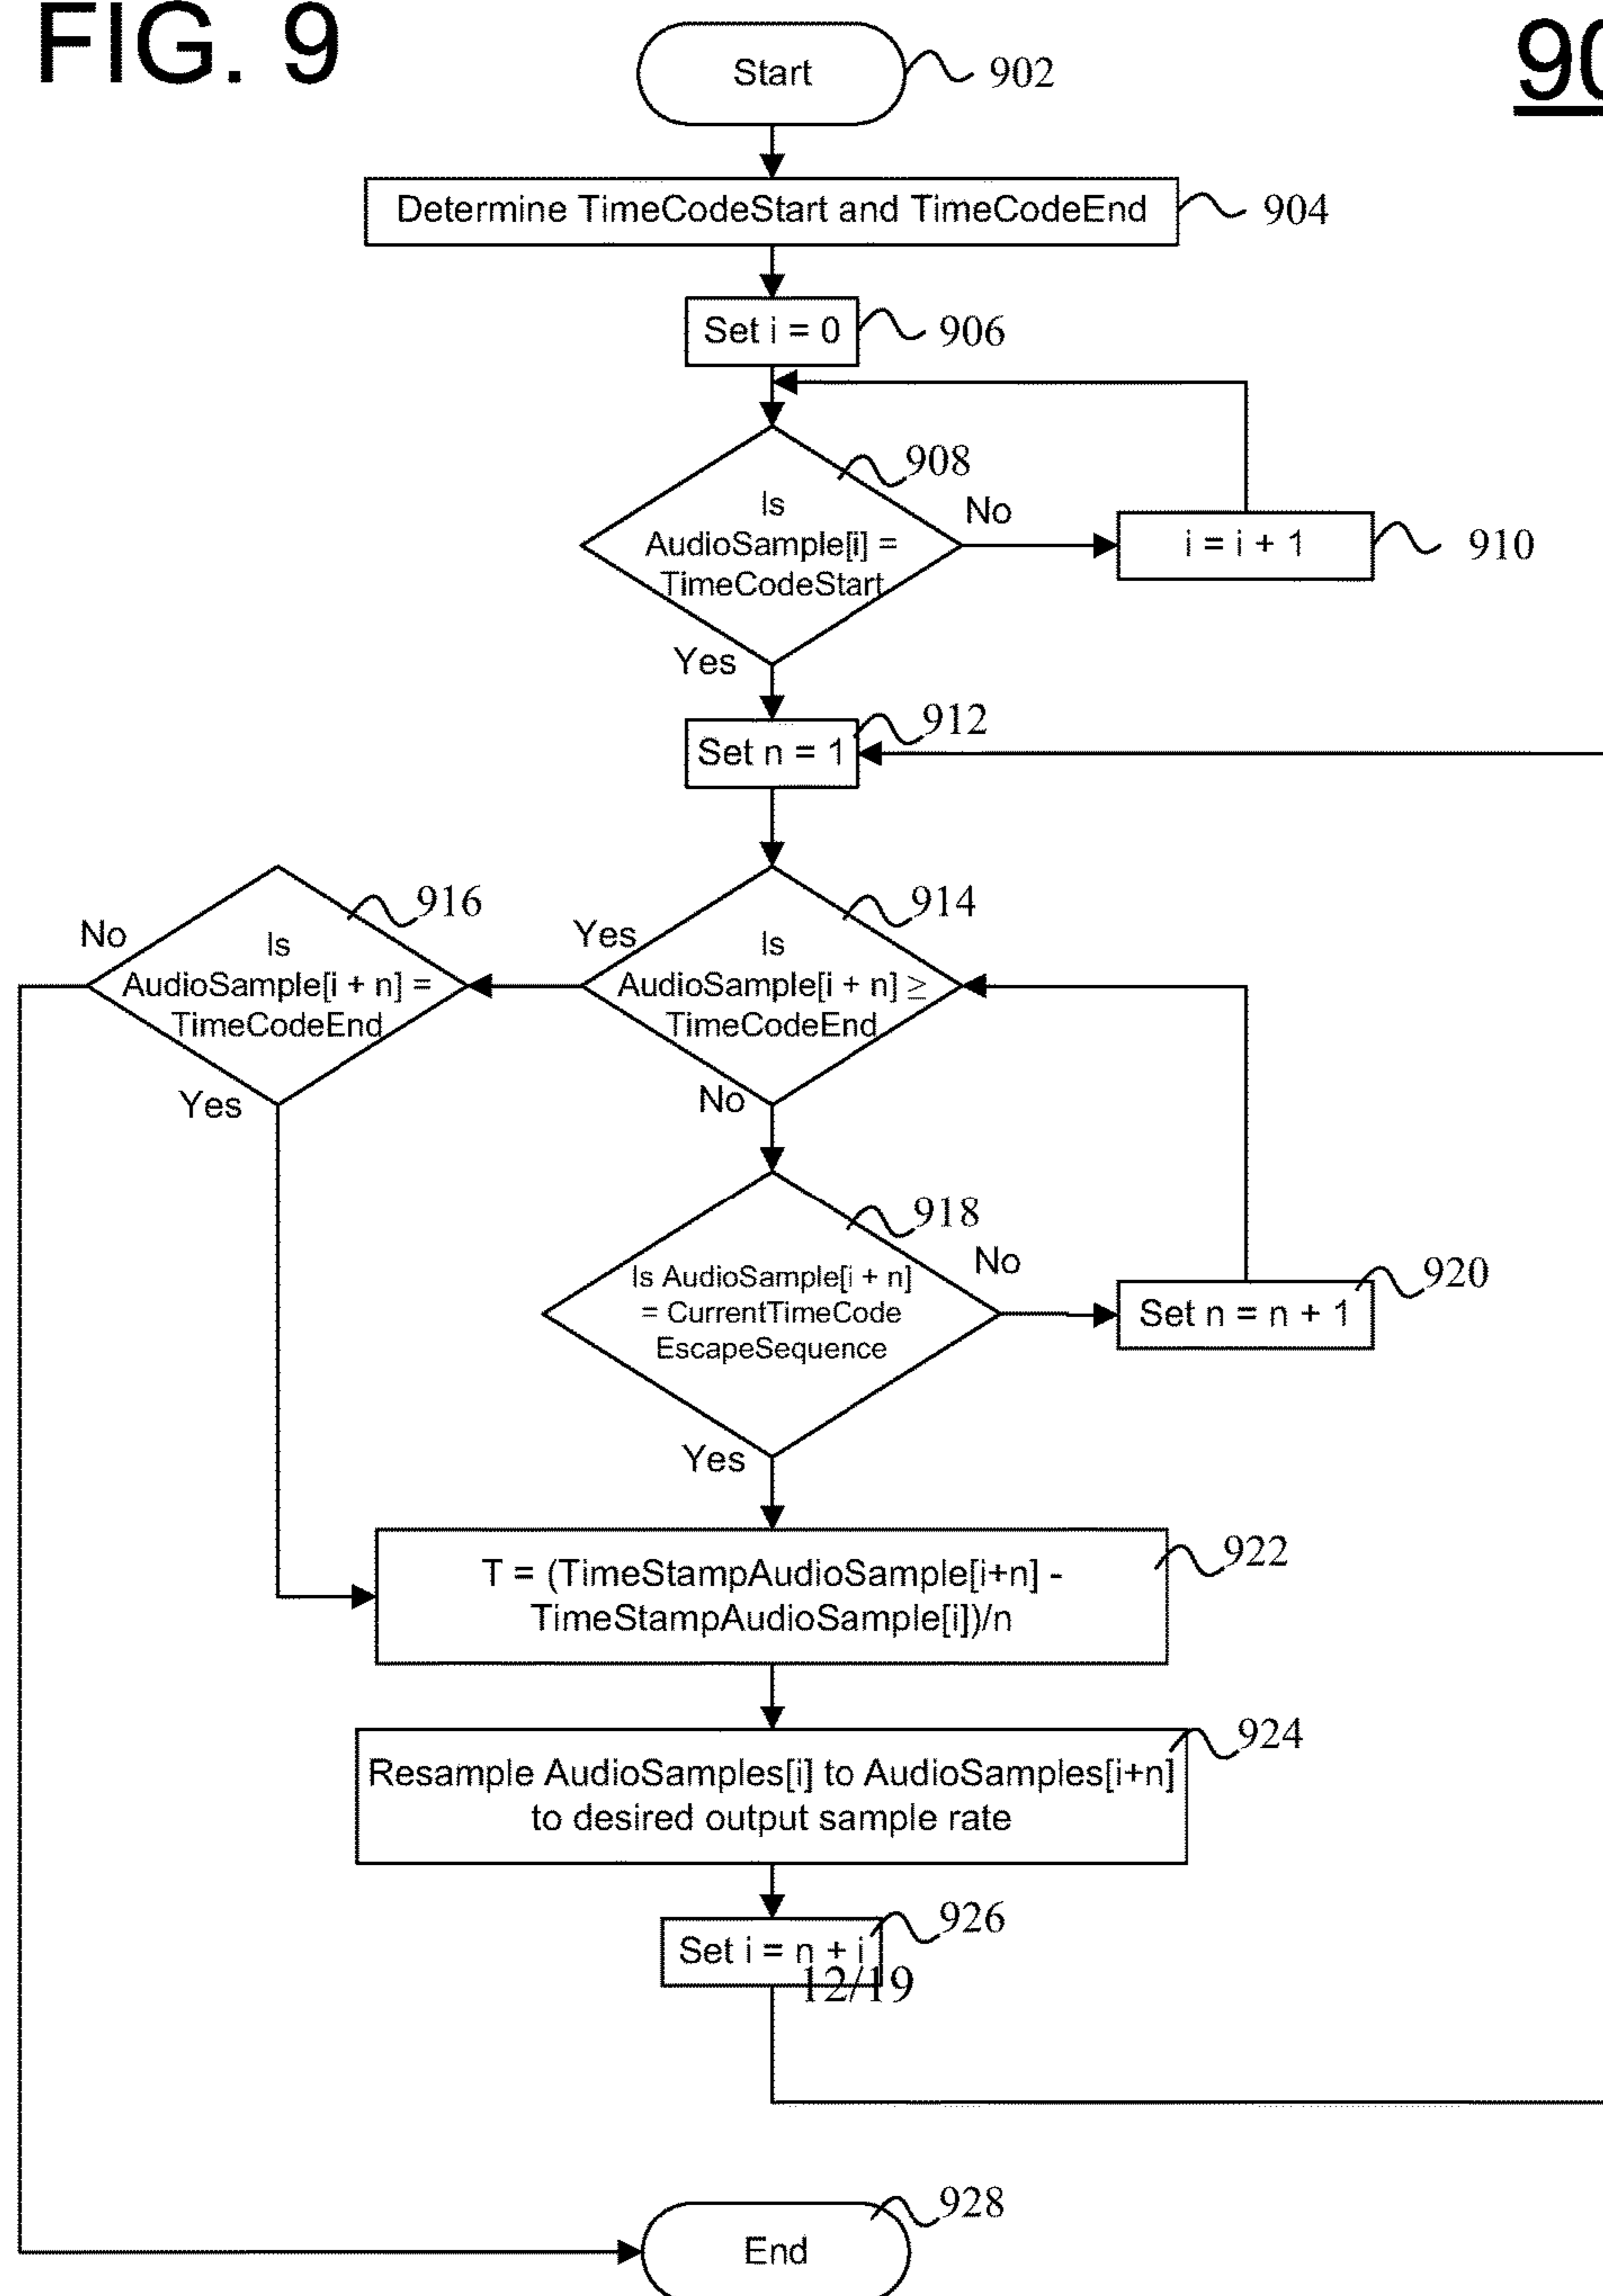 FIG. 9
90
Start
902
Determine TimeCodeStart and TimeCodeEnd
904
Set i = 0
906
908
Is
AudioSample[i] =
TimeCodeStart
No
i = i + 1
910
Yes
Set n = 1
912
916
No
Is
AudioSample[i + n] =
TimeCodeEnd
Yes
914
Yes
Is
AudioSample[i + n] ≥
TimeCodeEnd
No
918
Is AudioSample[i + n]
= CurrentTimeCode
EscapeSequence
No
Set n = n + 1
920
Yes
T = (TimeStampAudioSample[i+n] -
TimeStampAudioSample[i])/n
922
Resample AudioSamples[i] to AudioSamples[i+n]
to desired output sample rate
924
Set i = n + i
926
12/19
End
928